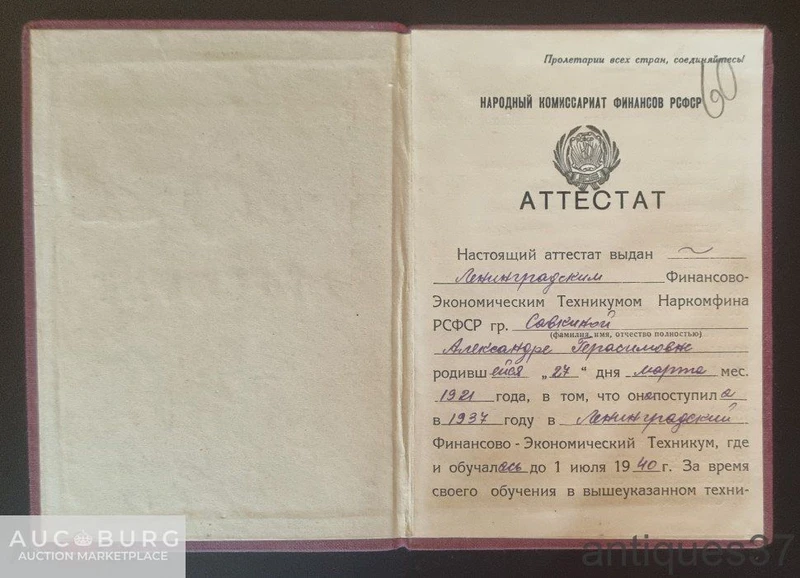 Пролетарии всех стран, соединяйтесь!
60
НАРОДНЫЙ КОМИССАРИАТ ФИНАНСОВ РСФСР
АТТЕСТАТ
Настоящий аттестат выдан
Ленинградским Финансово-
Экономическим Техникумом Наркомфина
РСФСР гр. Савкиной
(фамилия, имя, отчество полностью)
Александре Герасимовне
родившейся „27“ дня марта мес.
1921 года, в том, что она поступила
в 1937 году в Ленинградский
Финансово-Экономический Техникум, где
и обучалась до 1 июля 1940 г. За время
своего обучения в вышеуказанном техни-
AUCBURG
AUCTION MARKETPLACE
antiques37